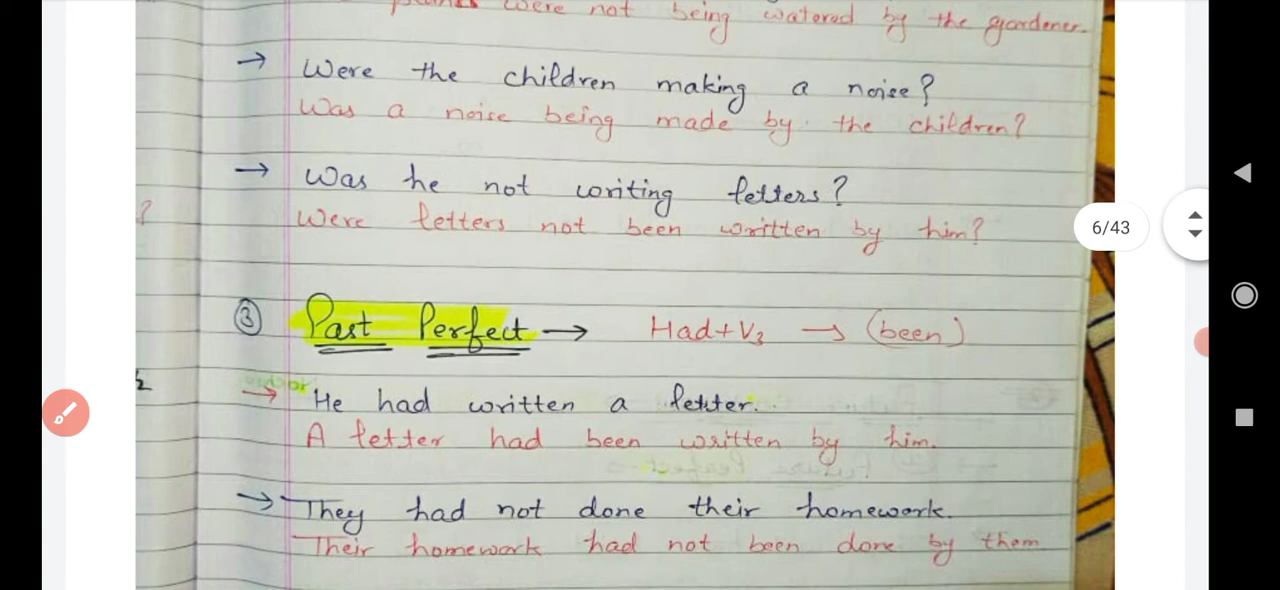 were not being watered by the gardener.
→ Were the children making a noise?
Was a noise being made by the children?
→ Was he not writing letters?
?
Were letters not been written by him?
6/43
③ Past Perfect → Had+V3 → (been)
→ He had written a letter.
A letter had been written by him.
→ They had not done their homework.
Their homework had not been done by them